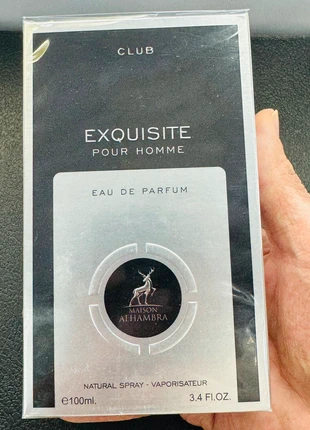 CLUB
EXQUISITE
POUR HOMME
EAU DE PARFUM
MAISON
ALHAMBRA
NATURAL SPRAY - VAPORISATEUR
℮100ml. 3.4 Fl.OZ.